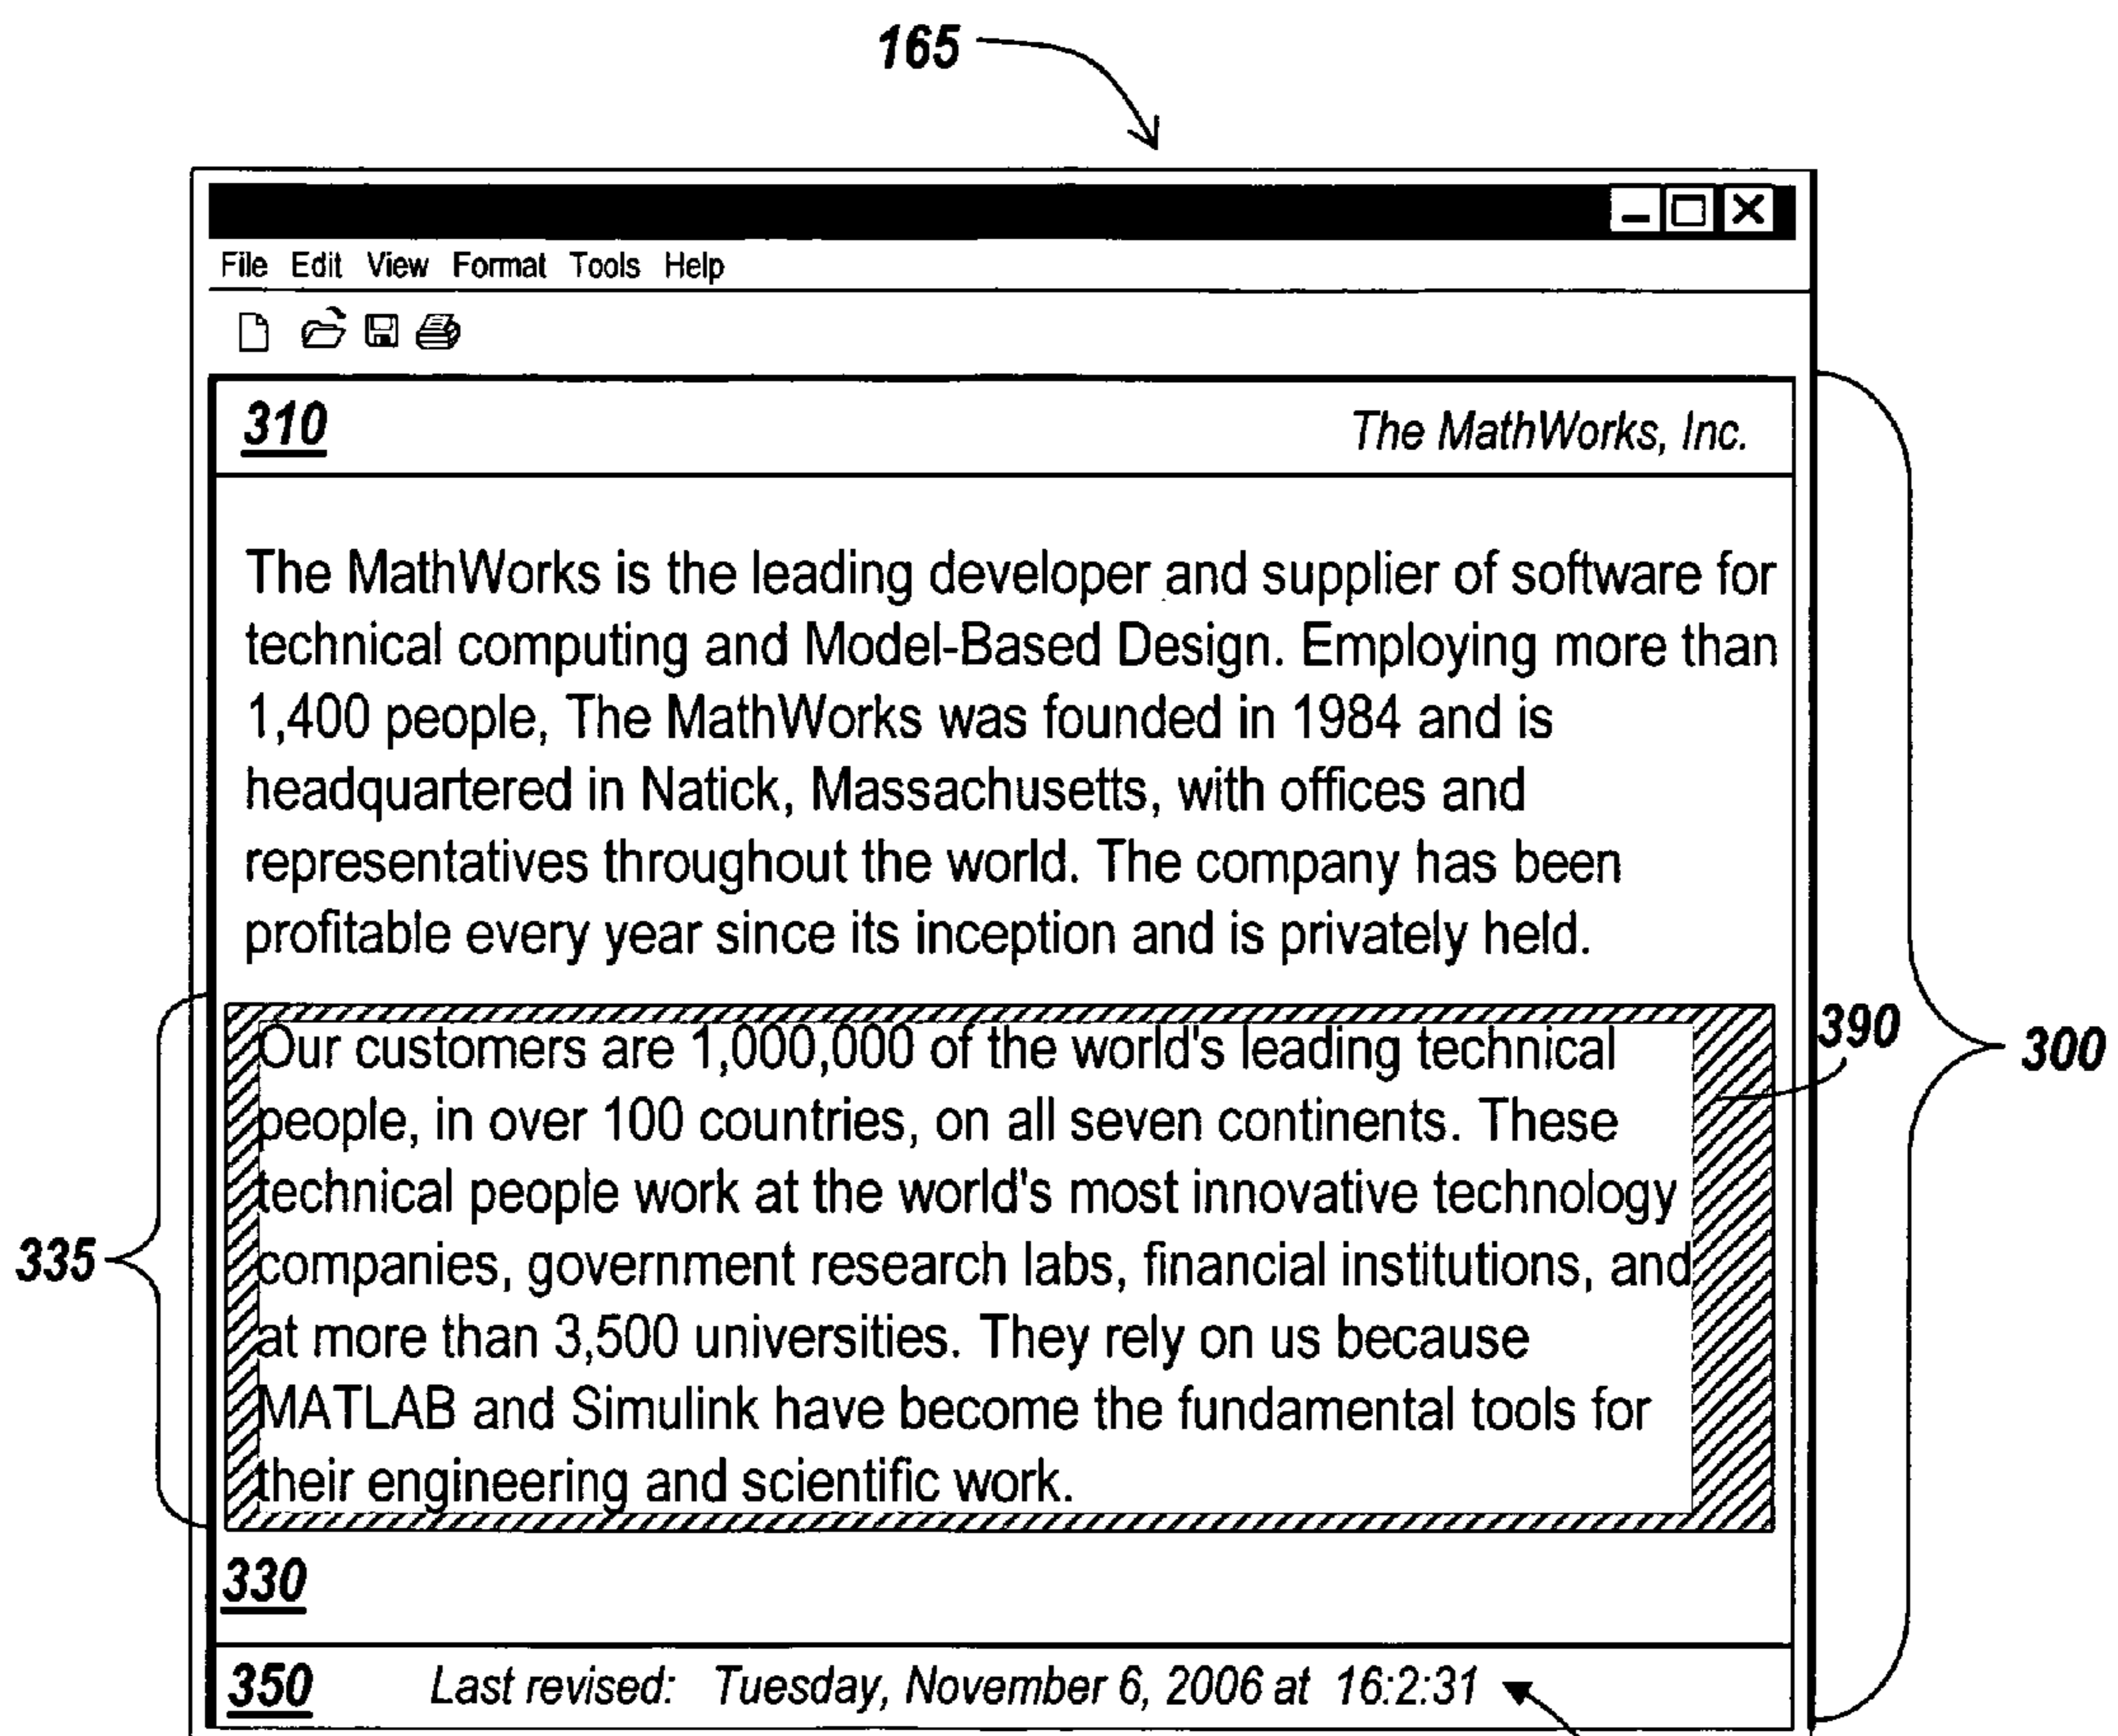 165
File Edit View Format Tools Help
310 The MathWorks, Inc.
The MathWorks is the leading developer and supplier of software for
technical computing and Model-Based Design. Employing more than
1,400 people, The MathWorks was founded in 1984 and is
headquartered in Natick, Massachusetts, with offices and
representatives throughout the world. The company has been
profitable every year since its inception and is privately held.
Our customers are 1,000,000 of the world's leading technical
people, in over 100 countries, on all seven continents. These
technical people work at the world's most innovative technology
companies, government research labs, financial institutions, and
at more than 3,500 universities. They rely on us because
MATLAB and Simulink have become the fundamental tools for
their engineering and scientific work.
390
300
335
330
350 Last revised: Tuesday, November 6, 2006 at 16:2:31